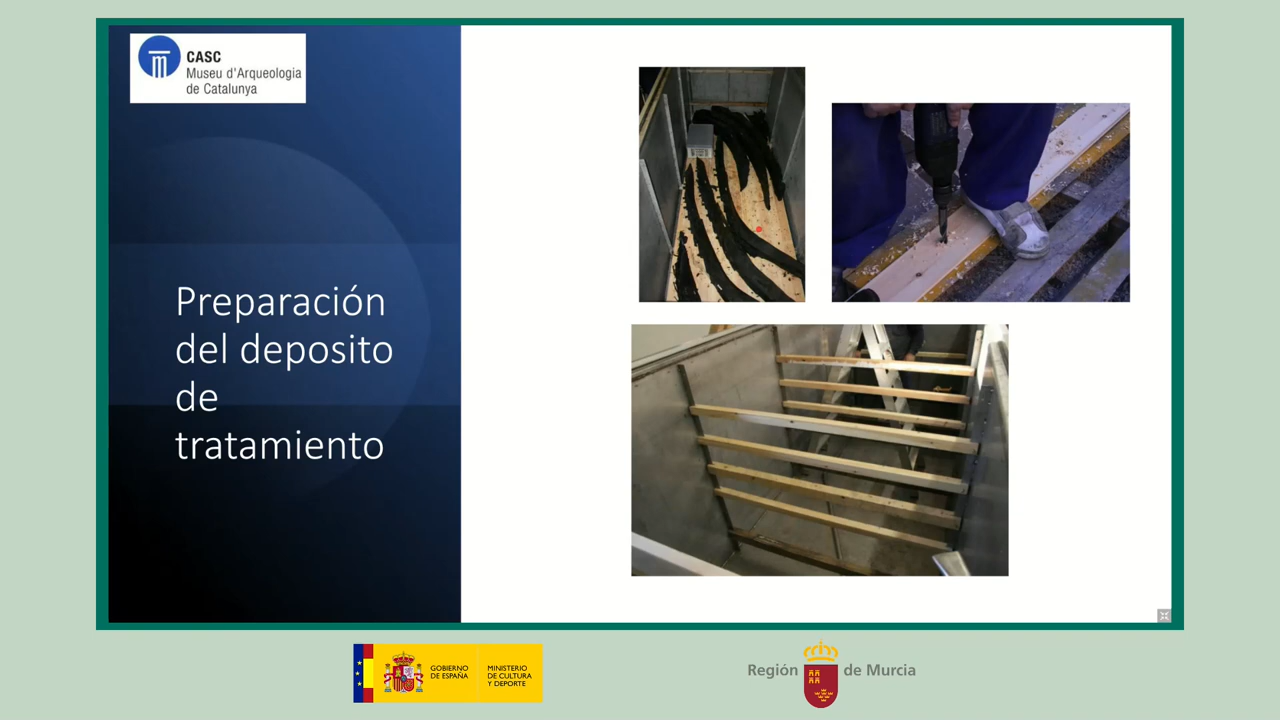 CASC
Museu d'Arqueologia
de Catalunya
Preparación
del deposito
de
tratamiento
GOBIERNO
DE ESPAÑA
MINISTERIO
DE CULTURA
Y DEPORTE
Región de Murcia